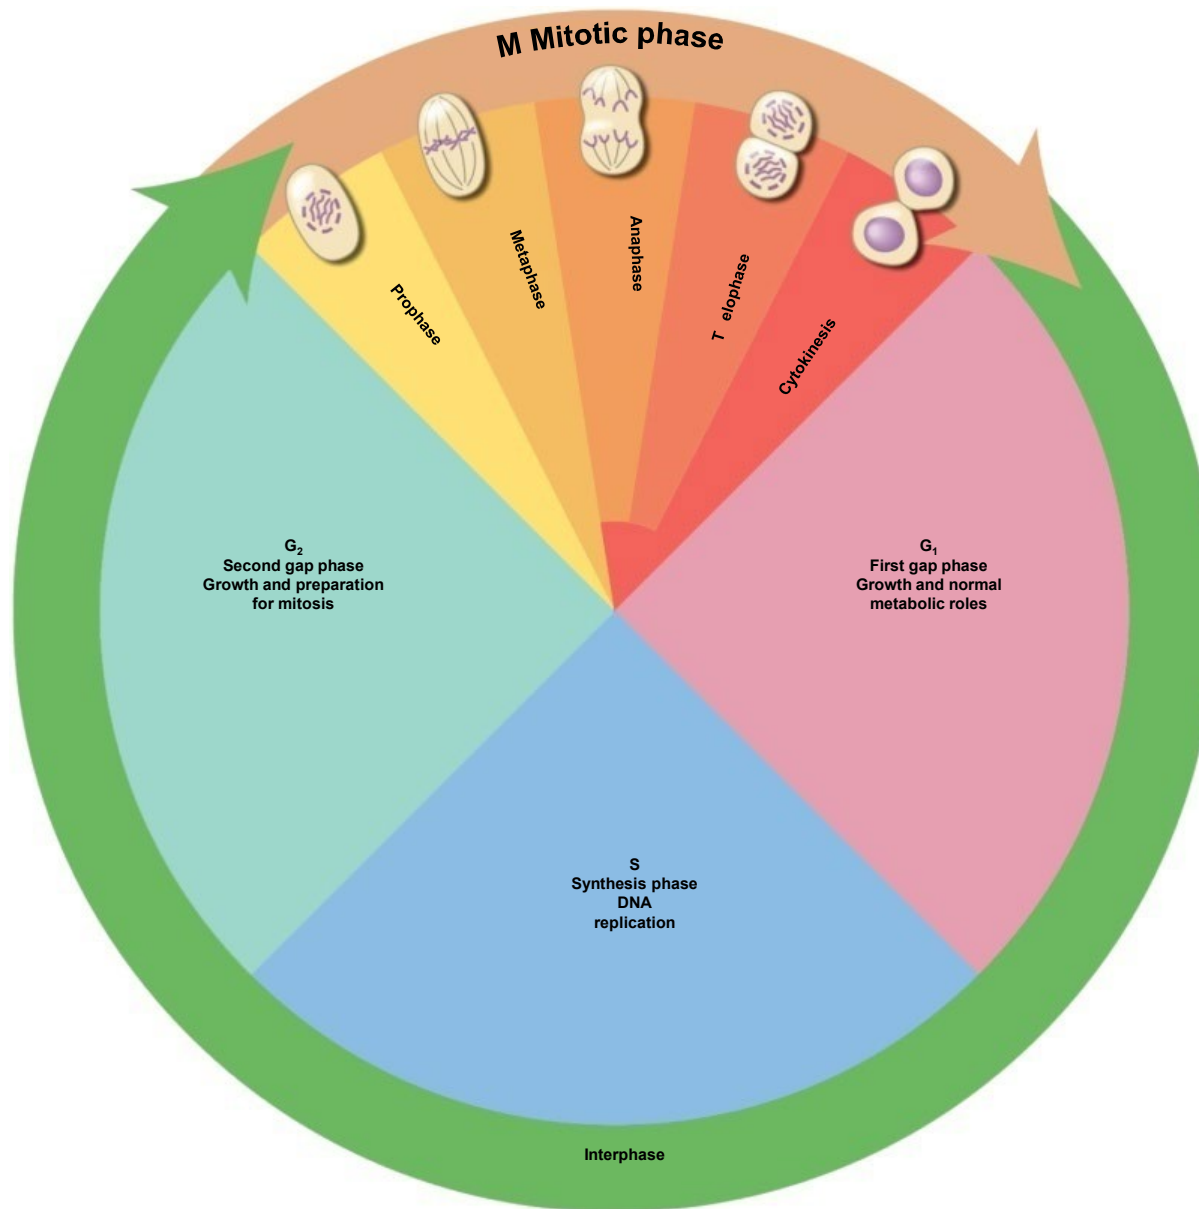 M Mitotic phase
Prophase
Metaphase
Anaphase
T elophase
Cytokinesis
G₂
Second gap phase
Growth and preparation
for mitosis
G₁
First gap phase
Growth and normal
metabolic roles
S
Synthesis phase
DNA
replication
Interphase